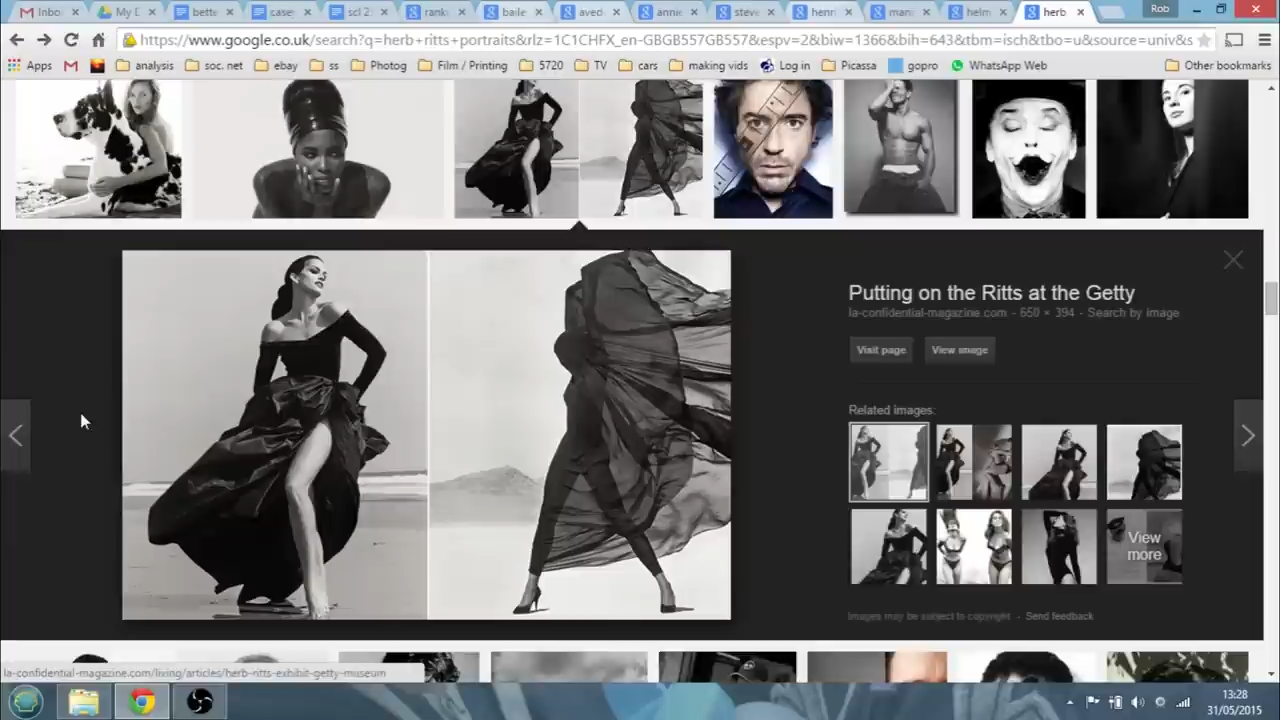 Inbo
My D
bette
case
scl 2
rank
baile
aved
annie
steve
henri
man
helm
herb
Rob
https://www.google.co.uk/search?q=herb+ritts+portraits&rlz=1C1CHFX_en-GBGB557GB557&espv=2&biw=1366&bih=643&tbm=isch&tbo=u&source=univ&s
Apps analysis soc. net ebay ss Photog Film / Printing 5720 TV cars making vids Log in Picassa gopro WhatsApp Web Other bookmarks
Putting on the Ritts at the Getty
la-confidential-magazine.com - 650 × 394 - Search by image
Visit page View image
Related images:
View
more
Images may be subject to copyright - Send feedback
la-confidential-magazine.com/living/articles/herb-ritts-exhibit-getty-museum
13:28
31/05/2015